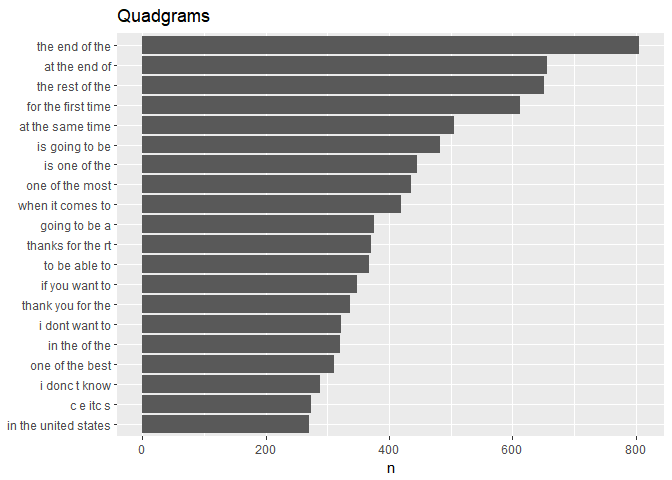 Quadgrams
the end of the
at the end of
the rest of the
for the first time
at the same time
is going to be
is one of the
one of the most
when it comes to
going to be a
thanks for the rt
to be able to
if you want to
thank you for the
i dont want to
in the of the
one of the best
i donc t know
c e itc s
in the united states
0 200 400 600 800
n